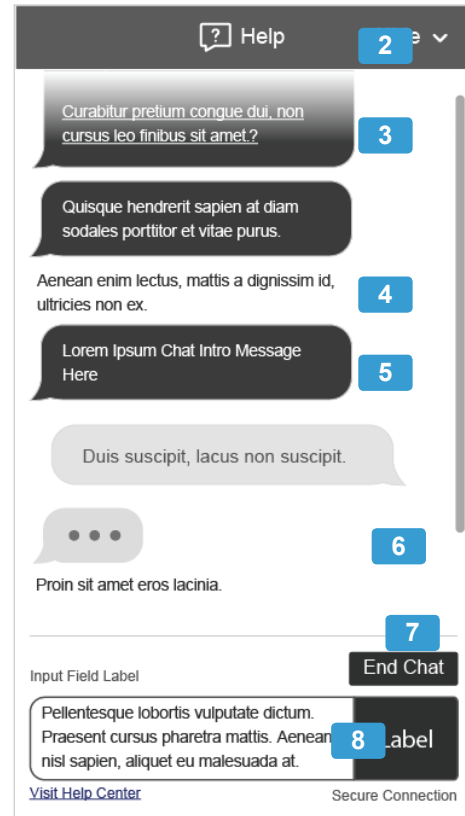 ? Help
2
Curabitur pretium congue dui, non
cursus leo finibus sit amet.?
3
Quisque hendrerit sapien at diam
sodales porttitor et vitae purus.
Aenean enim lectus, mattis a dignissim id,
ultricies non ex.
4
Lorem Ipsum Chat Intro Message
Here
5
Duis suscipit, lacus non suscipit.
6
Proin sit amet eros lacinia.
7
Input Field Label
End Chat
Pellentesque lobortis vulputate dictum.
Praesent cursus pharetra mattis. Aenean
nisl sapien, aliquet eu malesuada at.
8
Label
Visit Help Center
Secure Connection